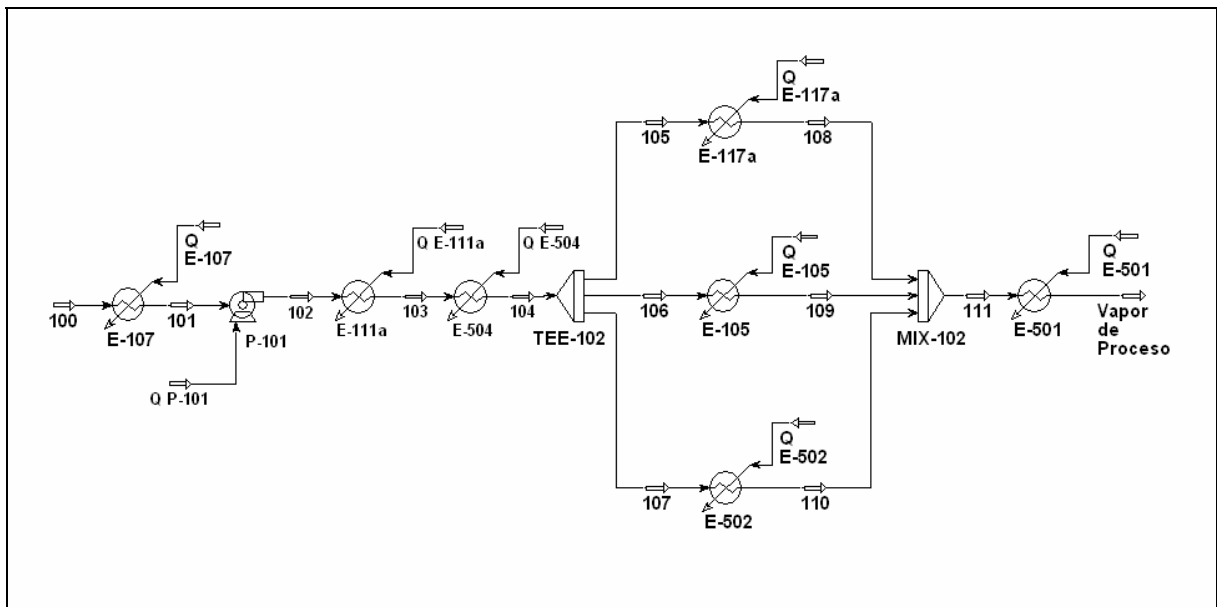 Q
E-117a
105
E-117a
108
Q
E-107
Q E-111a
Q E-504
Q
E-105
Q
E-501
100
101
102
103
104
106
109
111
E-107
P-101
E-111a
E-504
TEE-102
E-105
MIX-102
E-501
Vapor
de
Proceso
Q P-101
Q
E-502
107
110
E-502